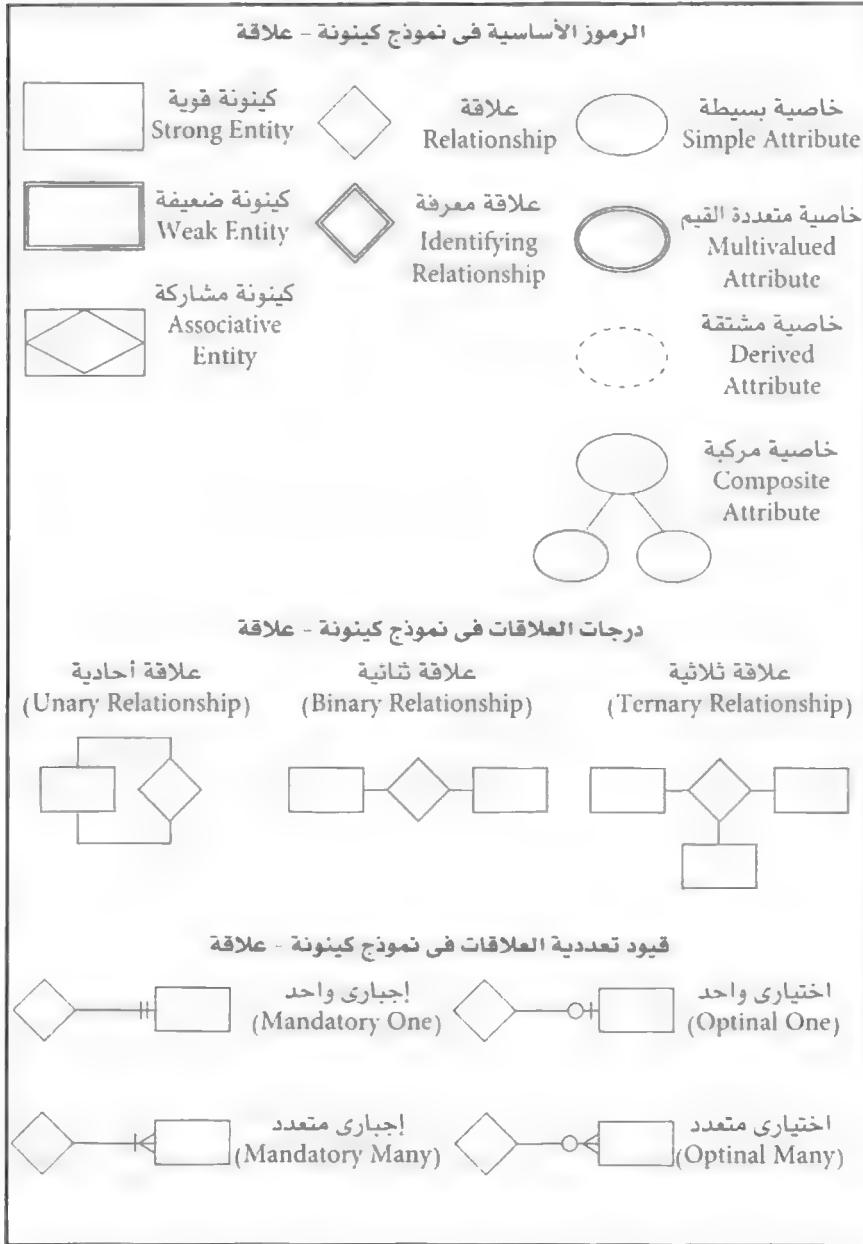 الرموز الأساسية فى نموذج كينونة - علاقة
خاصية بسيطة
Simple Attribute
علاقة
Relationship
كينونة قوية
Strong Entity
خاصية متعددة القيم
Multivalued
Attribute
علاقة معرفة
Identifying
Relationship
كينونة ضعيفة
Weak Entity
خاصية مشتقة
Derived
Attribute
كينونة مشاركة
Associative
Entity
خاصية مركبة
Composite
Attribute
درجات العلاقات فى نموذج كينونة - علاقة
علاقة ثلاثية
(Ternary Relationship)
علاقة ثنائية
(Binary Relationship)
علاقة أحادية
(Unary Relationship)
قيود تعددية العلاقات فى نموذج كينونة - علاقة
اختيارى واحد
(Optinal One)
إجبارى واحد
(Mandatory One)
اختيارى متعدد
(Optinal Many)
إجبارى متعدد
(Mandatory Many)